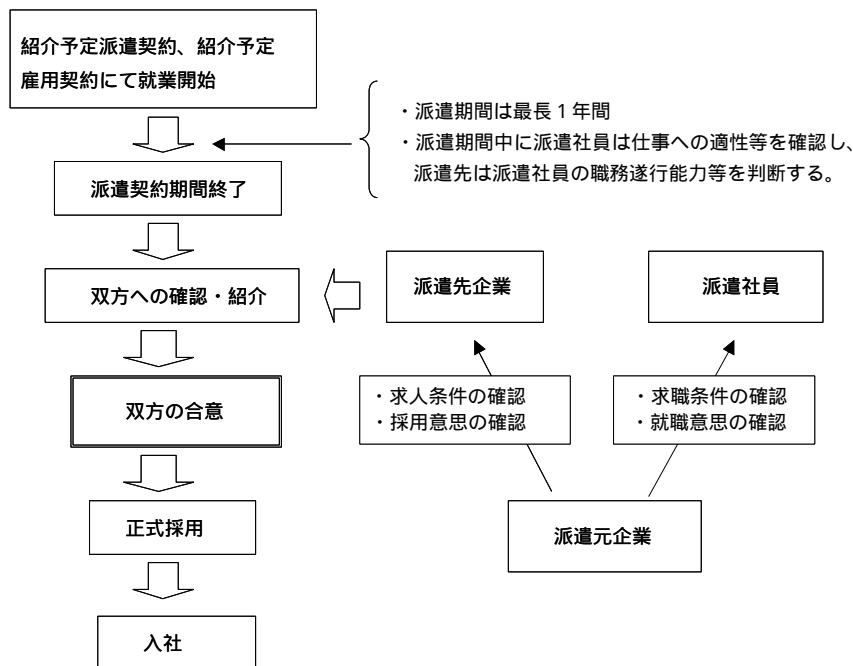 紹介予定派遣契約、紹介予定
雇用契約にて就業開始
・派遣期間は最長1年間
・派遣期間中に派遣社員は仕事への適性等を確認し、
派遣先は派遣社員の職務遂行能力等を判断する。
派遣契約期間終了
双方への確認・紹介
派遣先企業
派遣社員
・求人条件の確認
・採用意思の確認
・求職条件の確認
・就職意思の確認
双方の合意
正式採用
派遣元企業
入社